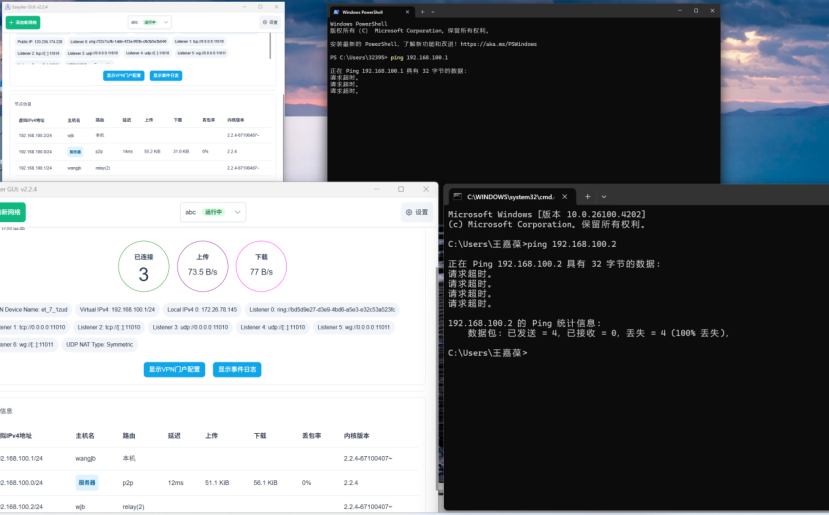 Easytier GUI v2.2.4
+ 添加新网络
abc 运行中
设置
Listener 1: tcp://0.0.0.0:11010
Listener 2: tcp://[::]:11010
Listener 3: udp://0.0.0.0:11010
Listener 4: udp://[::]:11010
Listener 5: wg://0.0.0.0:11011
显示VPN门户配置
显示事件日志
节点信息
虚拟IPv4地址 主机名 路由 延迟 上传 下载 丢包率 内核版本
192.168.100.2/24 wjb 本机 2.2.4-67100407~
192.168.100.0/24 服务器 p2p 14ms 55.2 KiB 31.0 KiB 0% 2.2.4
192.168.100.1/24 wangjb relay(2) 2.2.4-67100407~
Windows PowerShell
Windows PowerShell
版权所有 (C) Microsoft Corporation。保留所有权利。
安装最新的 PowerShell，了解新功能和改进！https://aka.ms/PSWindows
PS C:\Users\32395> ping 192.168.100.1
正在 Ping 192.168.100.1 具有 32 字节的数据:
请求超时。
请求超时。
请求超时。
er GUI v2.2.4
新网络
abc 运行中
设置
已连接
3
上传
73.5 B/s
下载
77 B/s
N Device Name: et_7_1zud
Virtual IPv4: 192.168.100.1/24
Local IPv4 0: 172.26.78.145
Listener 0: ring://bd5d9e27-d3e9-4bd6-a5e3-e32c53a523fc
ener 1: tcp://0.0.0.0:11010
Listener 2: tcp://[::]:11010
Listener 3: udp://0.0.0.0:11010
Listener 4: udp://[::]:11010
Listener 5: wg://0.0.0.0:11011
ener 6: wg://[::]:11011
UDP NAT Type: Symmetric
显示VPN门户配置
显示事件日志
信息
IPv4地址 主机名 路由 延迟 上传 下载 丢包率 内核版本
2.168.100.1/24 wangjb 本机 2.2.4-67100407~
2.168.100.0/24 服务器 p2p 12ms 51.1 KiB 56.1 KiB 0% 2.2.4
2.168.100.2/24 wjb relay(2) 2.2.4-67100407~
C:\WINDOWS\system32\cmd.
Microsoft Windows [版本 10.0.26100.4202]
(c) Microsoft Corporation。保留所有权利。
C:\Users\王嘉葆>ping 192.168.100.2
正在 Ping 192.168.100.2 具有 32 字节的数据:
请求超时。
请求超时。
请求超时。
请求超时。
192.168.100.2 的 Ping 统计信息:
数据包: 已发送 = 4，已接收 = 0，丢失 = 4 (100% 丢失)，
C:\Users\王嘉葆>